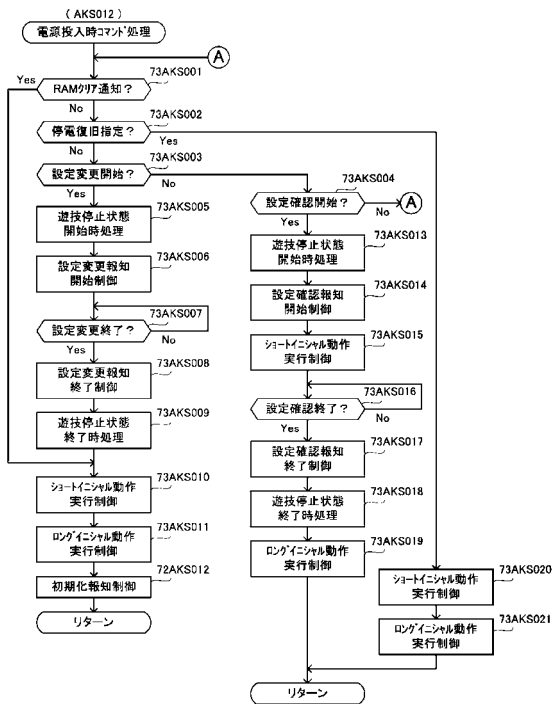 ( AKS012 )
電源投入時コマンド処理
A
73AKS001
Yes
RAMクリア通知？
No
73AKS002
停電復旧指定？
Yes
No
73AKS003
設定変更開始？
No
Yes
73AKS005
遊技停止状態
開始時処理
73AKS006
設定変更報知
開始制御
73AKS007
設定変更終了？
No
Yes
73AKS008
設定変更報知
終了制御
73AKS009
遊技停止状態
終了時処理
73AKS010
ショートイニシャル動作
実行制御
73AKS011
ロングイニシャル動作
実行制御
72AKS012
初期化報知制御
リターン
73AKS004
設定確認開始？
No
A
Yes
73AKS013
遊技停止状態
開始時処理
73AKS014
設定確認報知
開始制御
73AKS015
ショートイニシャル動作
実行制御
73AKS016
設定確認終了？
No
Yes
73AKS017
設定確認報知
終了制御
73AKS018
遊技停止状態
終了時処理
73AKS019
ロングイニシャル動作
実行制御
73AKS020
ショートイニシャル動作
実行制御
73AKS021
ロングイニシャル動作
実行制御
リターン